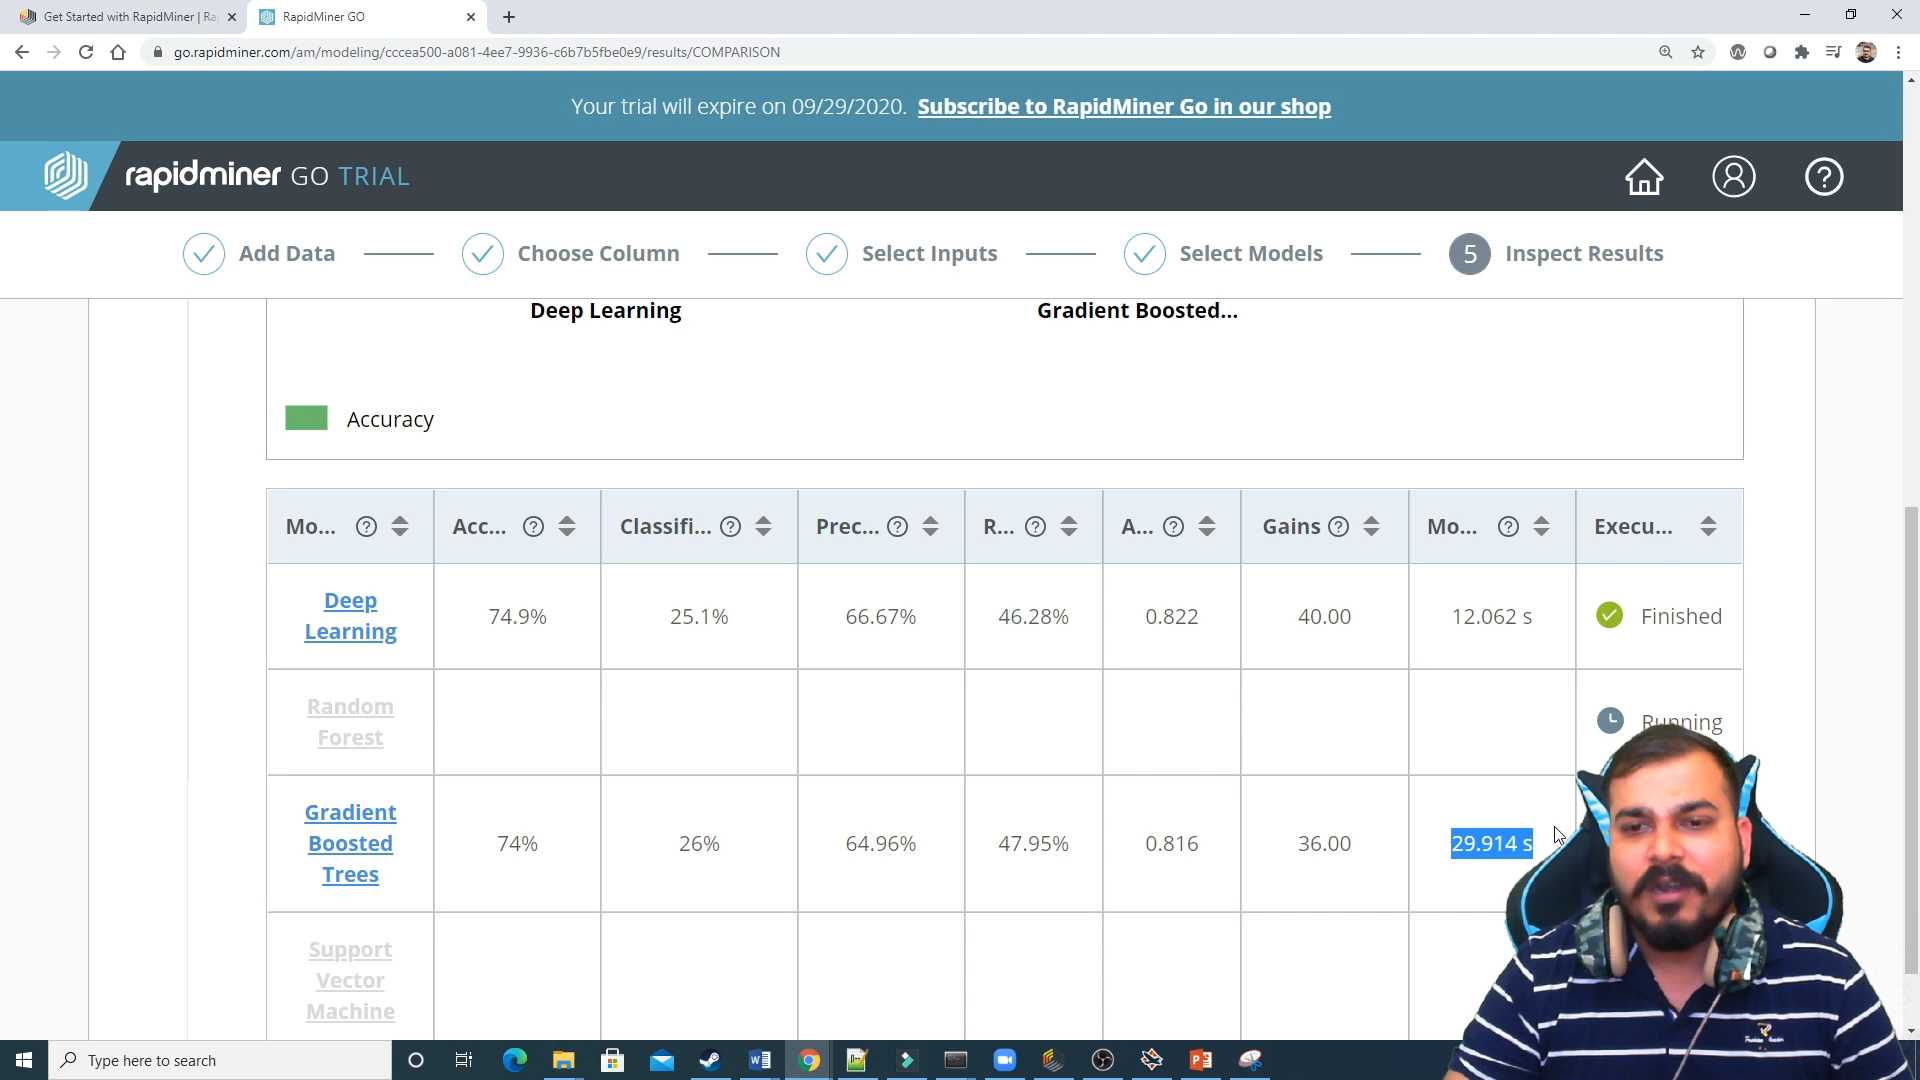 Get Started with RapidMiner | Ra
RapidMiner GO
go.rapidminer.com/am/modeling/cccea500-a081-4ee7-9936-c6b7b5fbe0e9/results/COMPARISON
Your trial will expire on 09/29/2020. Subscribe to RapidMiner Go in our shop
rapidminer GO TRIAL
Add Data
Choose Column
Select Inputs
Select Models
5 Inspect Results
Deep Learning
Gradient Boosted...
Accuracy
Mo... Acc... Classifi... Prec... R... A... Gains Mo... Execu...
Deep
Learning
74.9% 25.1% 66.67% 46.28% 0.822 40.00 12.062 s Finished
Random
Forest
Running
Gradient
Boosted
Trees
74% 26% 64.96% 47.95% 0.816 36.00 29.914 s
Support
Vector
Machine
Type here to search